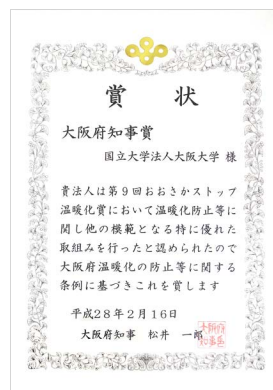 賞状
大阪府知事賞
国立大学法人大阪大学 様
貴法人は第9回おおさかストップ
温暖化賞において温暖化防止等に
関し他の模範となる特に優れた
取組みを行ったと認められたので
大阪府温暖化の防止等に関する
条例に基づきこれを賞します
平成28年2月16日
大阪府知事 松井 一郎